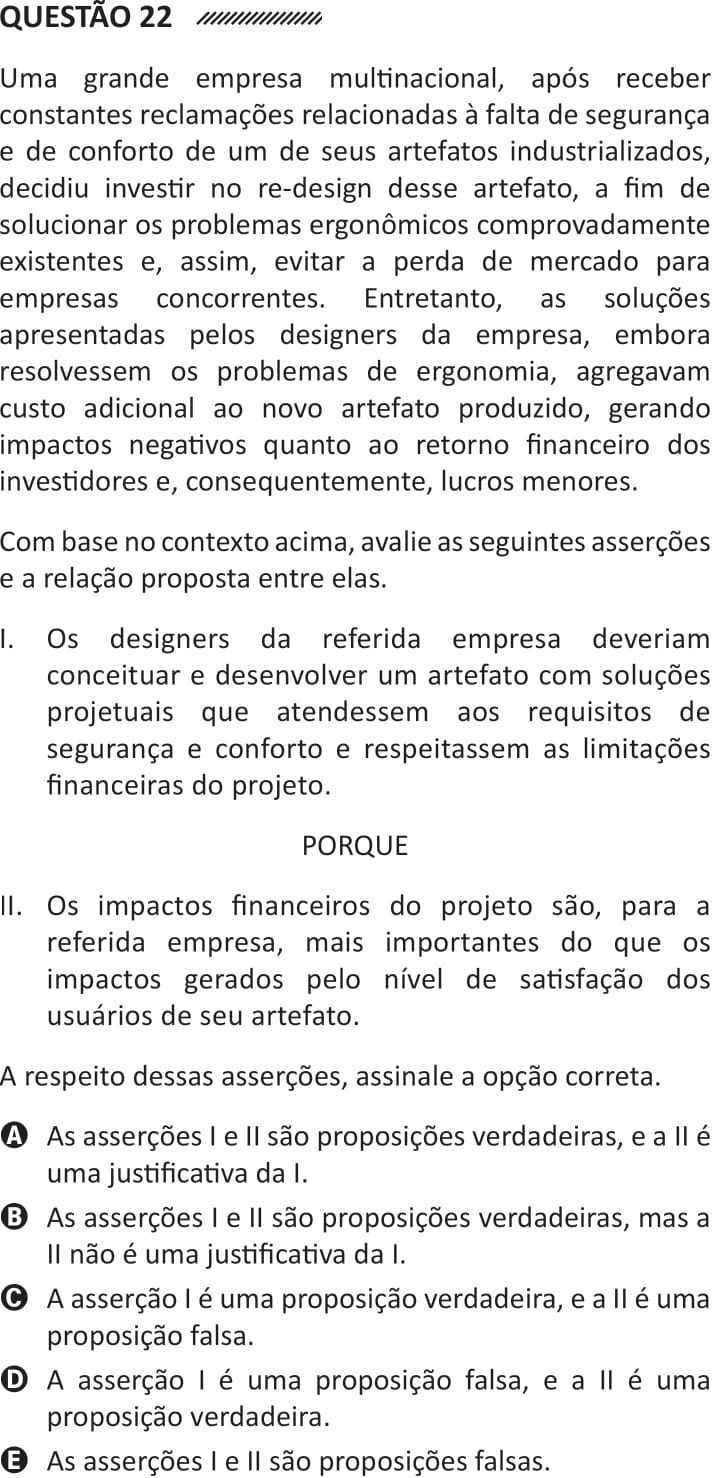 QUESTÃO 22
Uma grande empresa multinacional, após receber
constantes reclamações relacionadas à falta de segurança
e de conforto de um de seus artefatos industrializados,
decidiu investir no re-design desse artefato, a fim de
solucionar os problemas ergonômicos comprovadamente
existentes e, assim, evitar a perda de mercado para
empresas concorrentes. Entretanto, as soluções
apresentadas pelos designers da empresa, embora
resolvessem os problemas de ergonomia, agregavam
custo adicional ao novo artefato produzido, gerando
impactos negativos quanto ao retorno financeiro dos
investidores e, consequentemente, lucros menores.
Com base no contexto acima, avalie as seguintes asserções
e a relação proposta entre elas.
I. Os designers da referida empresa deveriam
conceituar e desenvolver um artefato com soluções
projetuais que atendessem aos requisitos de
segurança e conforto e respeitassem as limitações
financeiras do projeto.
PORQUE
II. Os impactos financeiros do projeto são, para a
referida empresa, mais importantes do que os
impactos gerados pelo nível de satisfação dos
usuários de seu artefato.
A respeito dessas asserções, assinale a opção correta.
A As asserções I e II são proposições verdadeiras, e a II é
uma justificativa da I.
B As asserções I e II são proposições verdadeiras, mas a
II não é uma justificativa da I.
C A asserção I é uma proposição verdadeira, e a II é uma
proposição falsa.
D A asserção I é uma proposição falsa, e a II é uma
proposição verdadeira.
E As asserções I e II são proposições falsas.